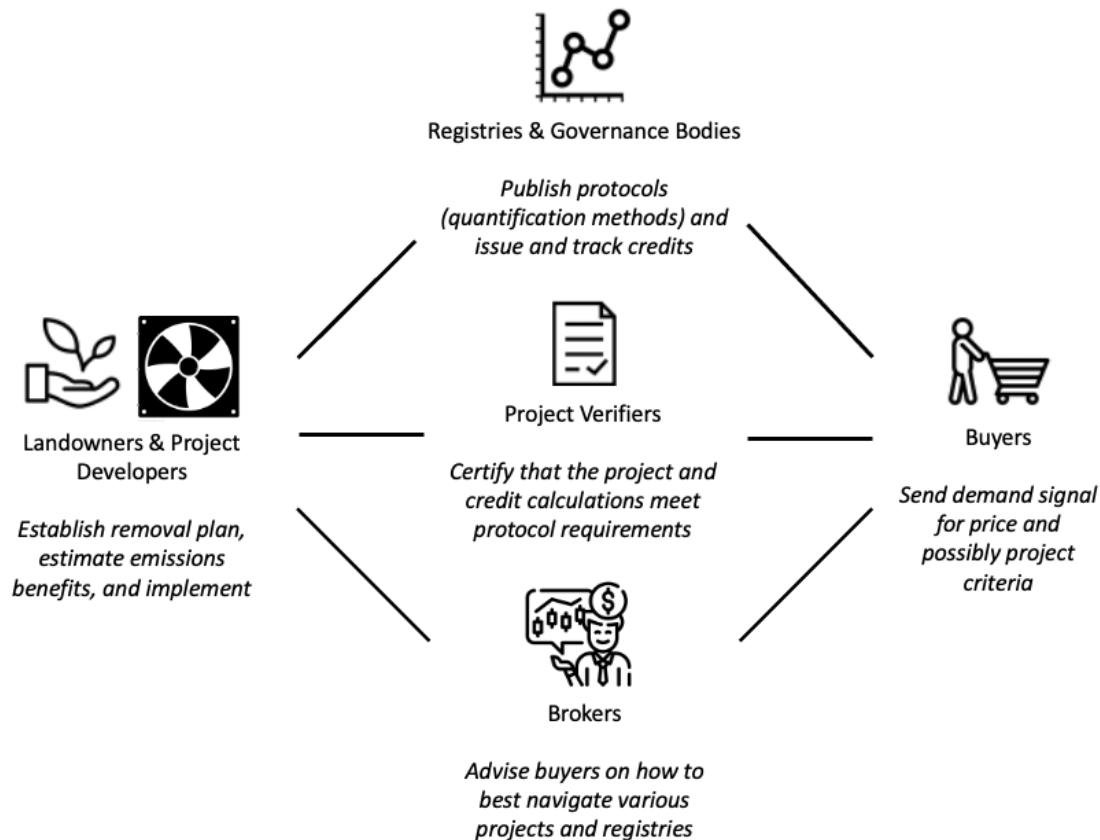 Registries & Governance Bodies
Publish protocols
(quantification methods) and
issue and track credits
Landowners & Project
Developers
Establish removal plan,
estimate emissions
benefits, and implement
Project Verifiers
Certify that the project and
credit calculations meet
protocol requirements
Buyers
Send demand signal
for price and
possibly project
criteria
$
Brokers
Advise buyers on how to
best navigate various
projects and registries